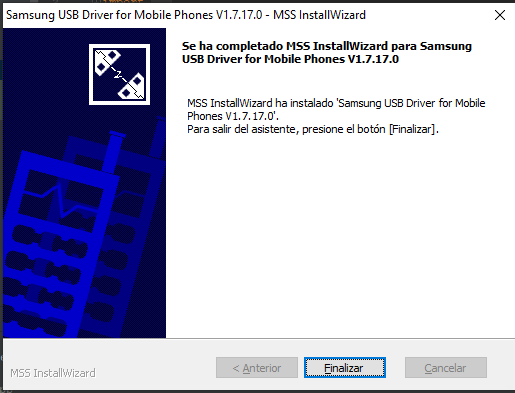 Samsung USB Driver for Mobile Phones V1.7.17.0 - MSS InstallWizard
Se ha completado MSS InstallWizard para Samsung
USB Driver for Mobile Phones V1.7.17.0
MSS InstallWizard ha instalado 'Samsung USB Driver for Mobile
Phones V1.7.17.0'.
Para salir del asistente, presione el botón [Finalizar].
MSS InstallWizard
< Anterior
Finalizar
Cancelar